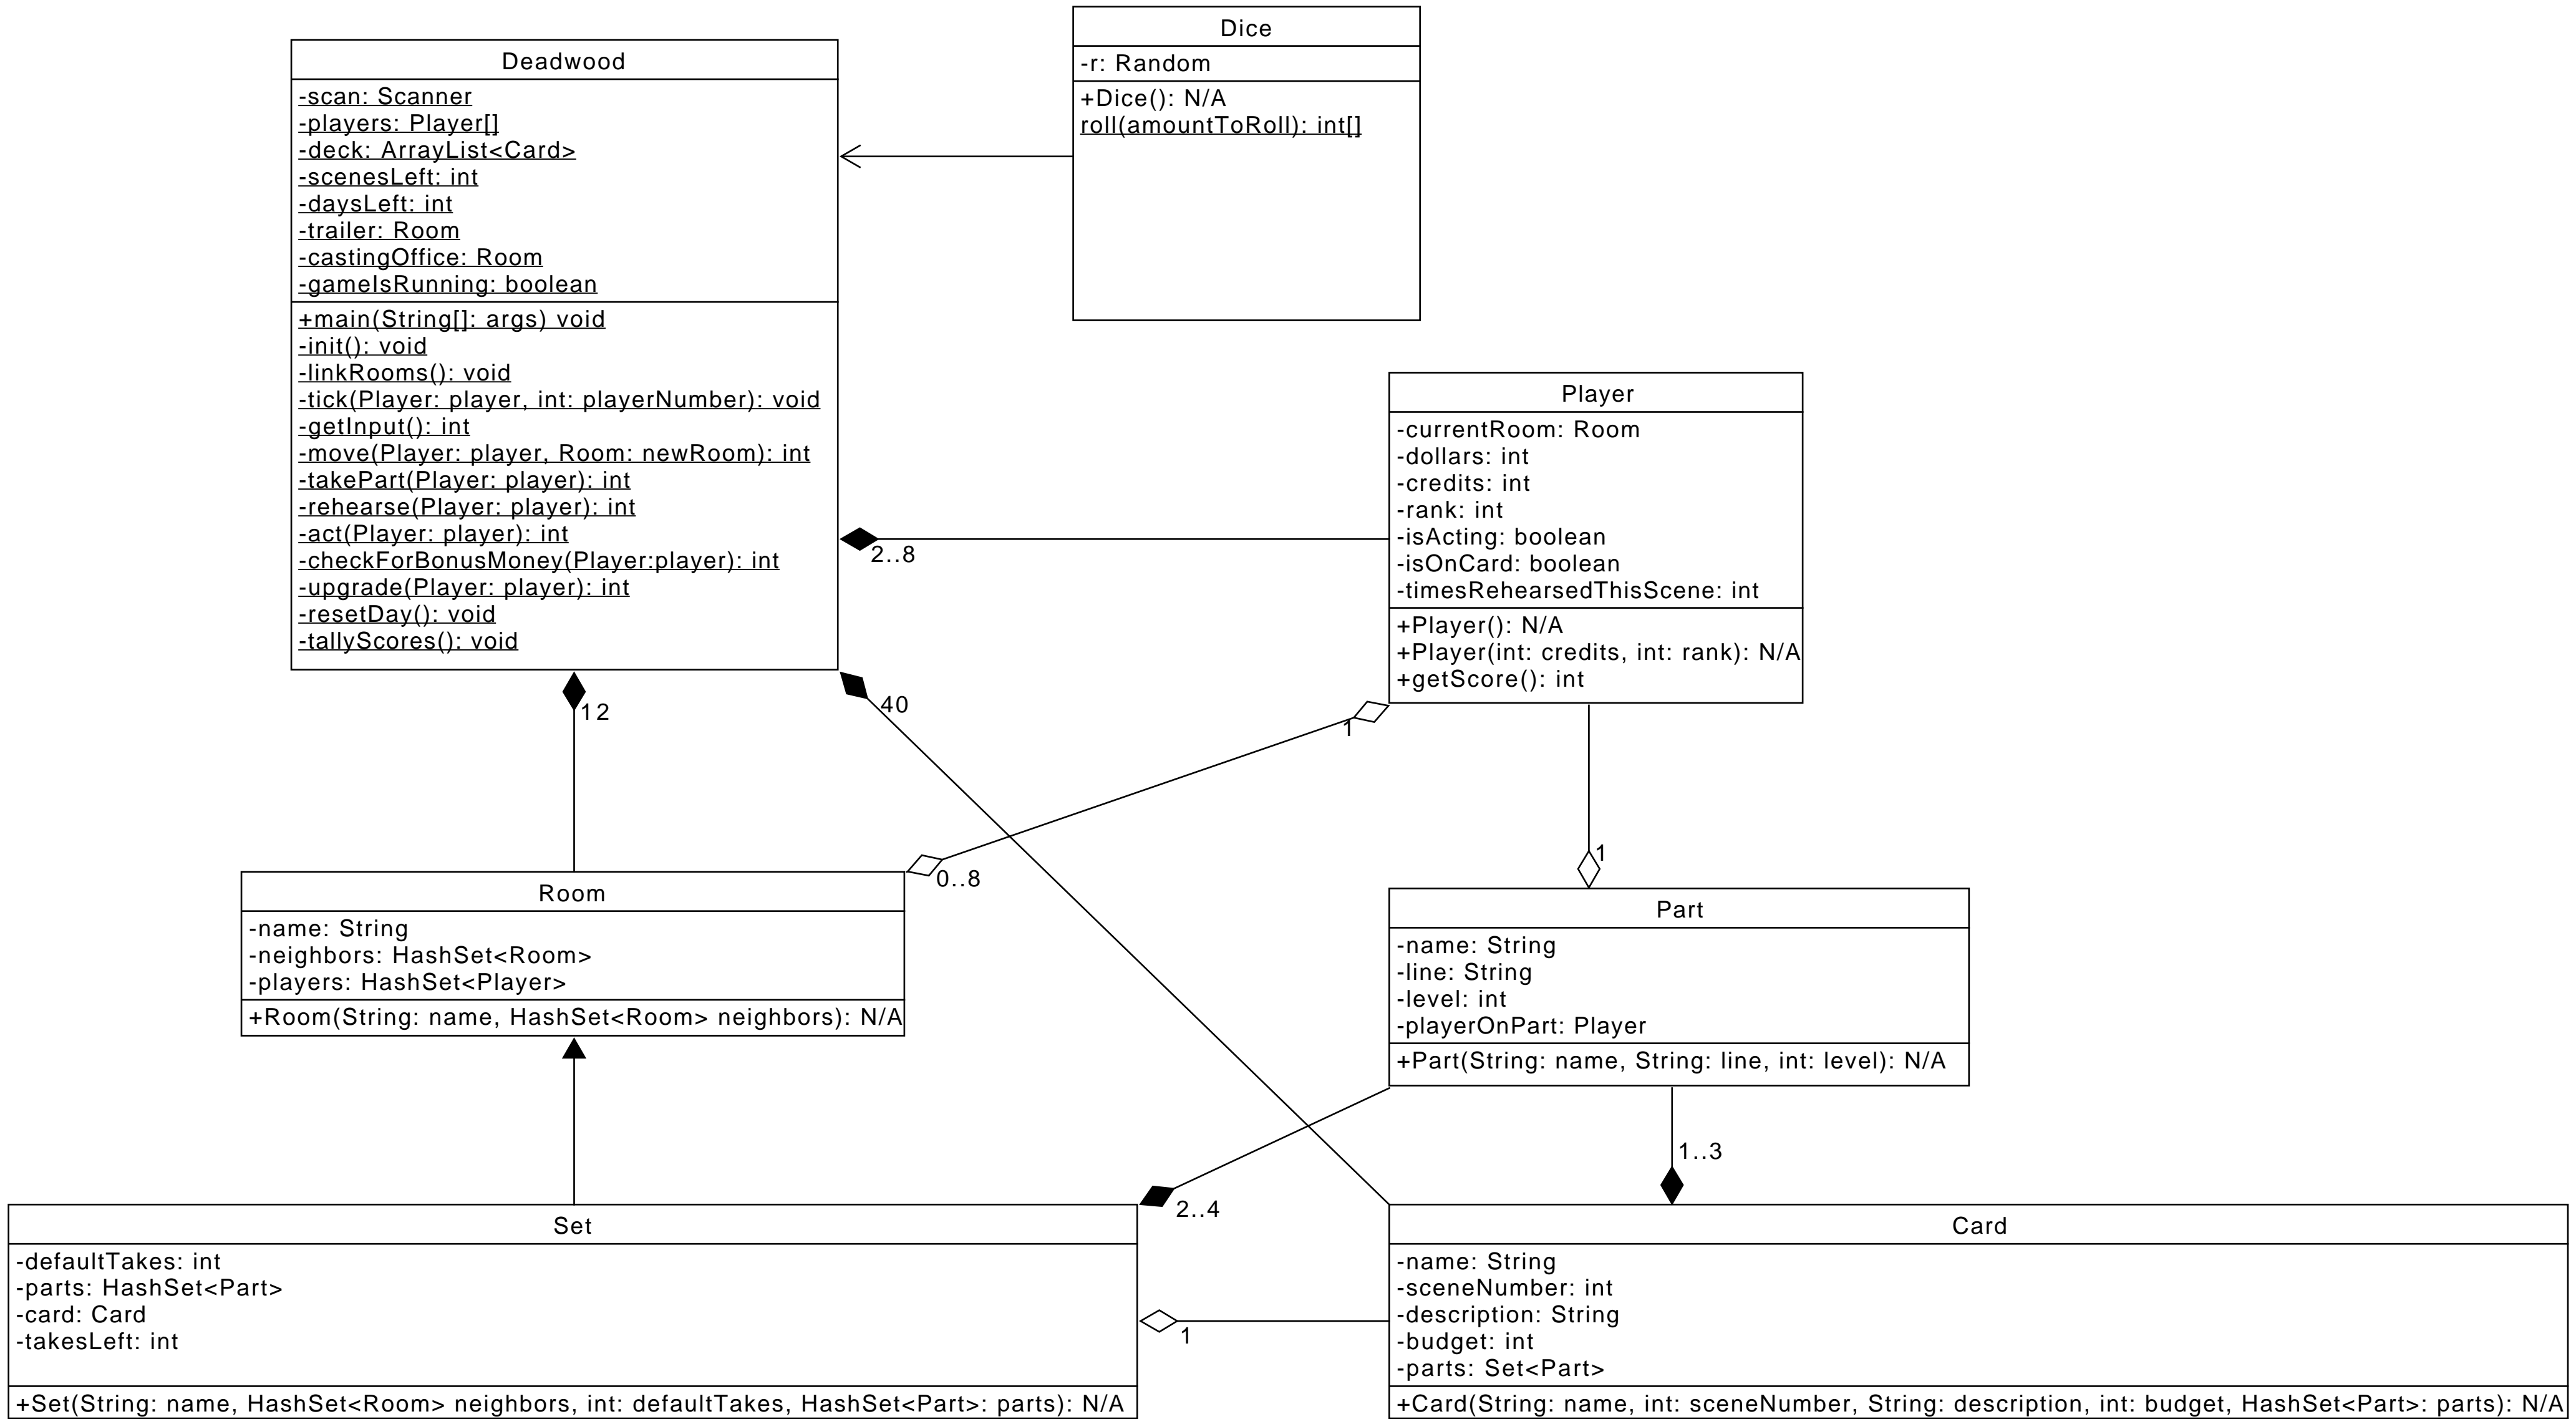 Deadwood
-scan: Scanner
-players: Player[]
-deck: ArrayList<Card>
-scenesLeft: int
-daysLeft: int
-trailer: Room
-castingOffice: Room
-gameIsRunning: boolean
+main(String[]: args) void
-init(): void
-linkRooms(): void
-tick(Player: player, int: playerNumber): void
-getInput(): int
-move(Player: player, Room: newRoom): int
-takePart(Player: player): int
-rehearse(Player: player): int
-act(Player: player): int
-checkForBonusMoney(Player:player): int
-upgrade(Player: player): int
-resetDay(): void
-tallyScores(): void
Dice
-r: Random
+Dice(): N/A
roll(amountToRoll): int[]
Player
-currentRoom: Room
-dollars: int
-credits: int
-rank: int
-isActing: boolean
-isOnCard: boolean
-timesRehearsedThisScene: int
+Player(): N/A
+Player(int: credits, int: rank): N/A
+getScore(): int
2..8
12
40
1
0..8
1
Room
-name: String
-neighbors: HashSet<Room>
-players: HashSet<Player>
+Room(String: name, HashSet<Room> neighbors): N/A
Part
-name: String
-line: String
-level: int
-playerOnPart: Player
+Part(String: name, String: line, int: level): N/A
1..3
2..4
1
Set
-defaultTakes: int
-parts: HashSet<Part>
-card: Card
-takesLeft: int
+Set(String: name, HashSet<Room> neighbors, int: defaultTakes, HashSet<Part>: parts): N/A
Card
-name: String
-sceneNumber: int
-description: String
-budget: int
-parts: Set<Part>
+Card(String: name, int: sceneNumber, String: description, int: budget, HashSet<Part>: parts): N/A